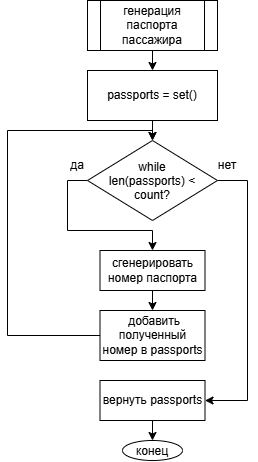 генерация
паспорта
пассажира
passports = set()
да
while
len(passports) <
count?
нет
сгенерировать
номер паспорта
добавить
полученный
номер в passports
вернуть passports
конец